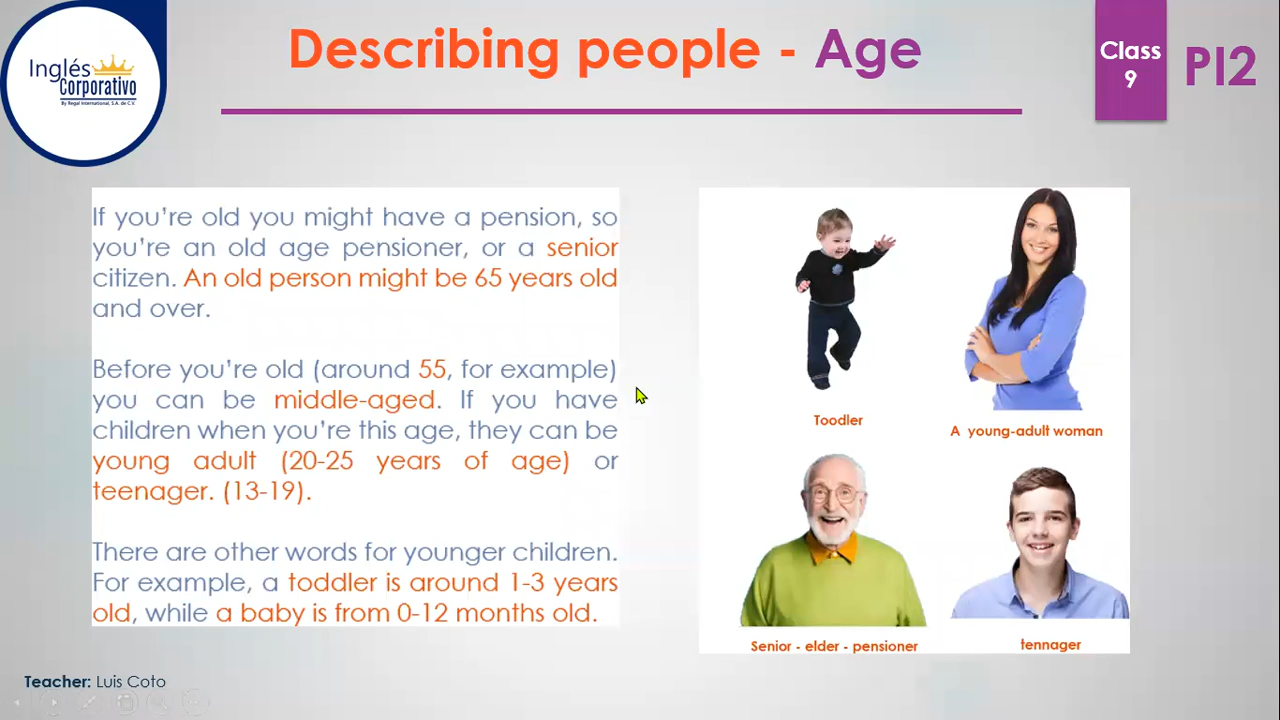 Describing people - Age
Class
9
PI2
Inglés
Corporativo
By Regal International, S.A. de C.V.
If you're old you might have a pension, so
you're an old age pensioner, or a senior
citizen. An old person might be 65 years old
and over.
Before you're old (around 55, for example)
you can be middle-aged. If you have
children when you're this age, they can be
young adult (20-25 years of age) or
teenager. (13-19).
There are other words for younger children.
For example, a toddler is around 1-3 years
old, while a baby is from 0-12 months old.
Toodler
A young-adult woman
Senior - elder - pensioner
tennager
Teacher: Luis Coto